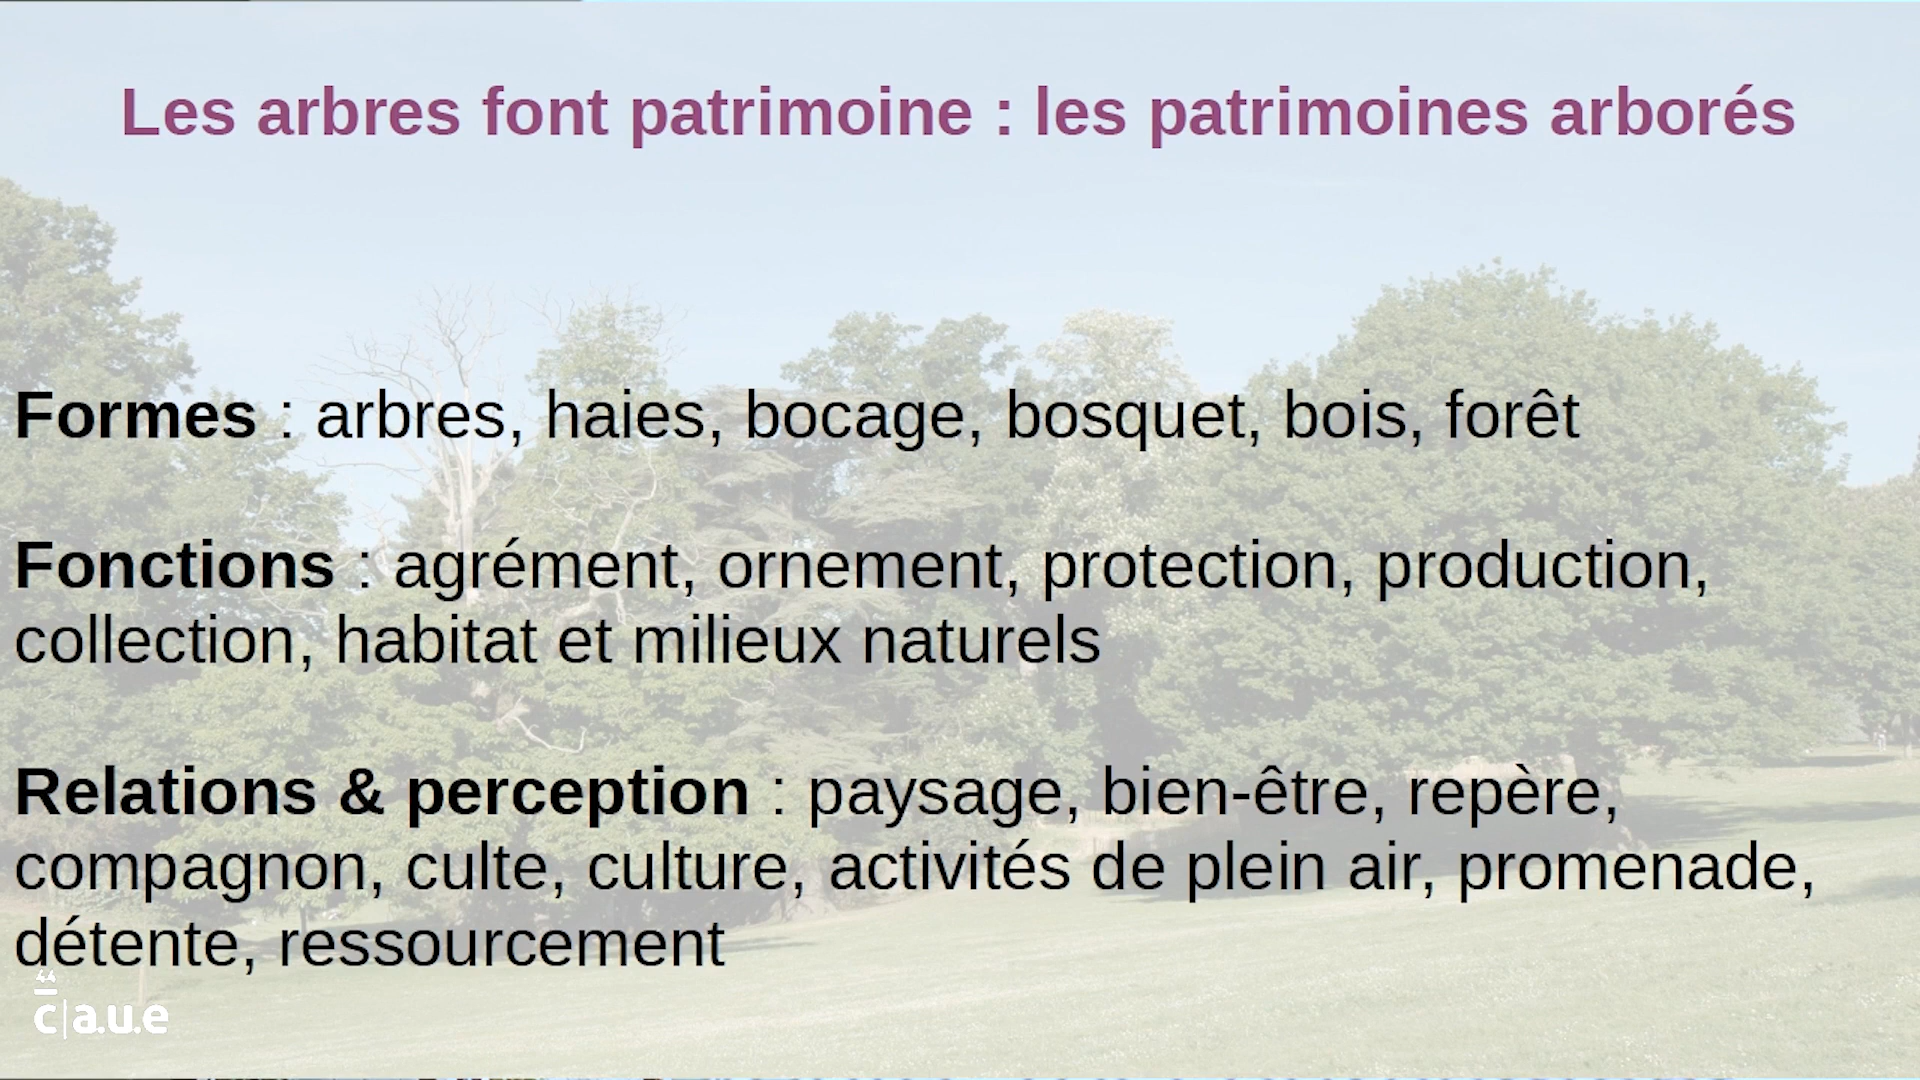 Les arbres font patrimoine : les patrimoines arborés
Formes : arbres, haies, bocage, bosquet, bois, forêt
Fonctions : agrément, ornement, protection, production,
collection, habitat et milieux naturels
Relations & perception : paysage, bien-être, repère,
compagnon, culte, culture, activités de plein air, promenade,
détente, ressourcement
c|a.u.e